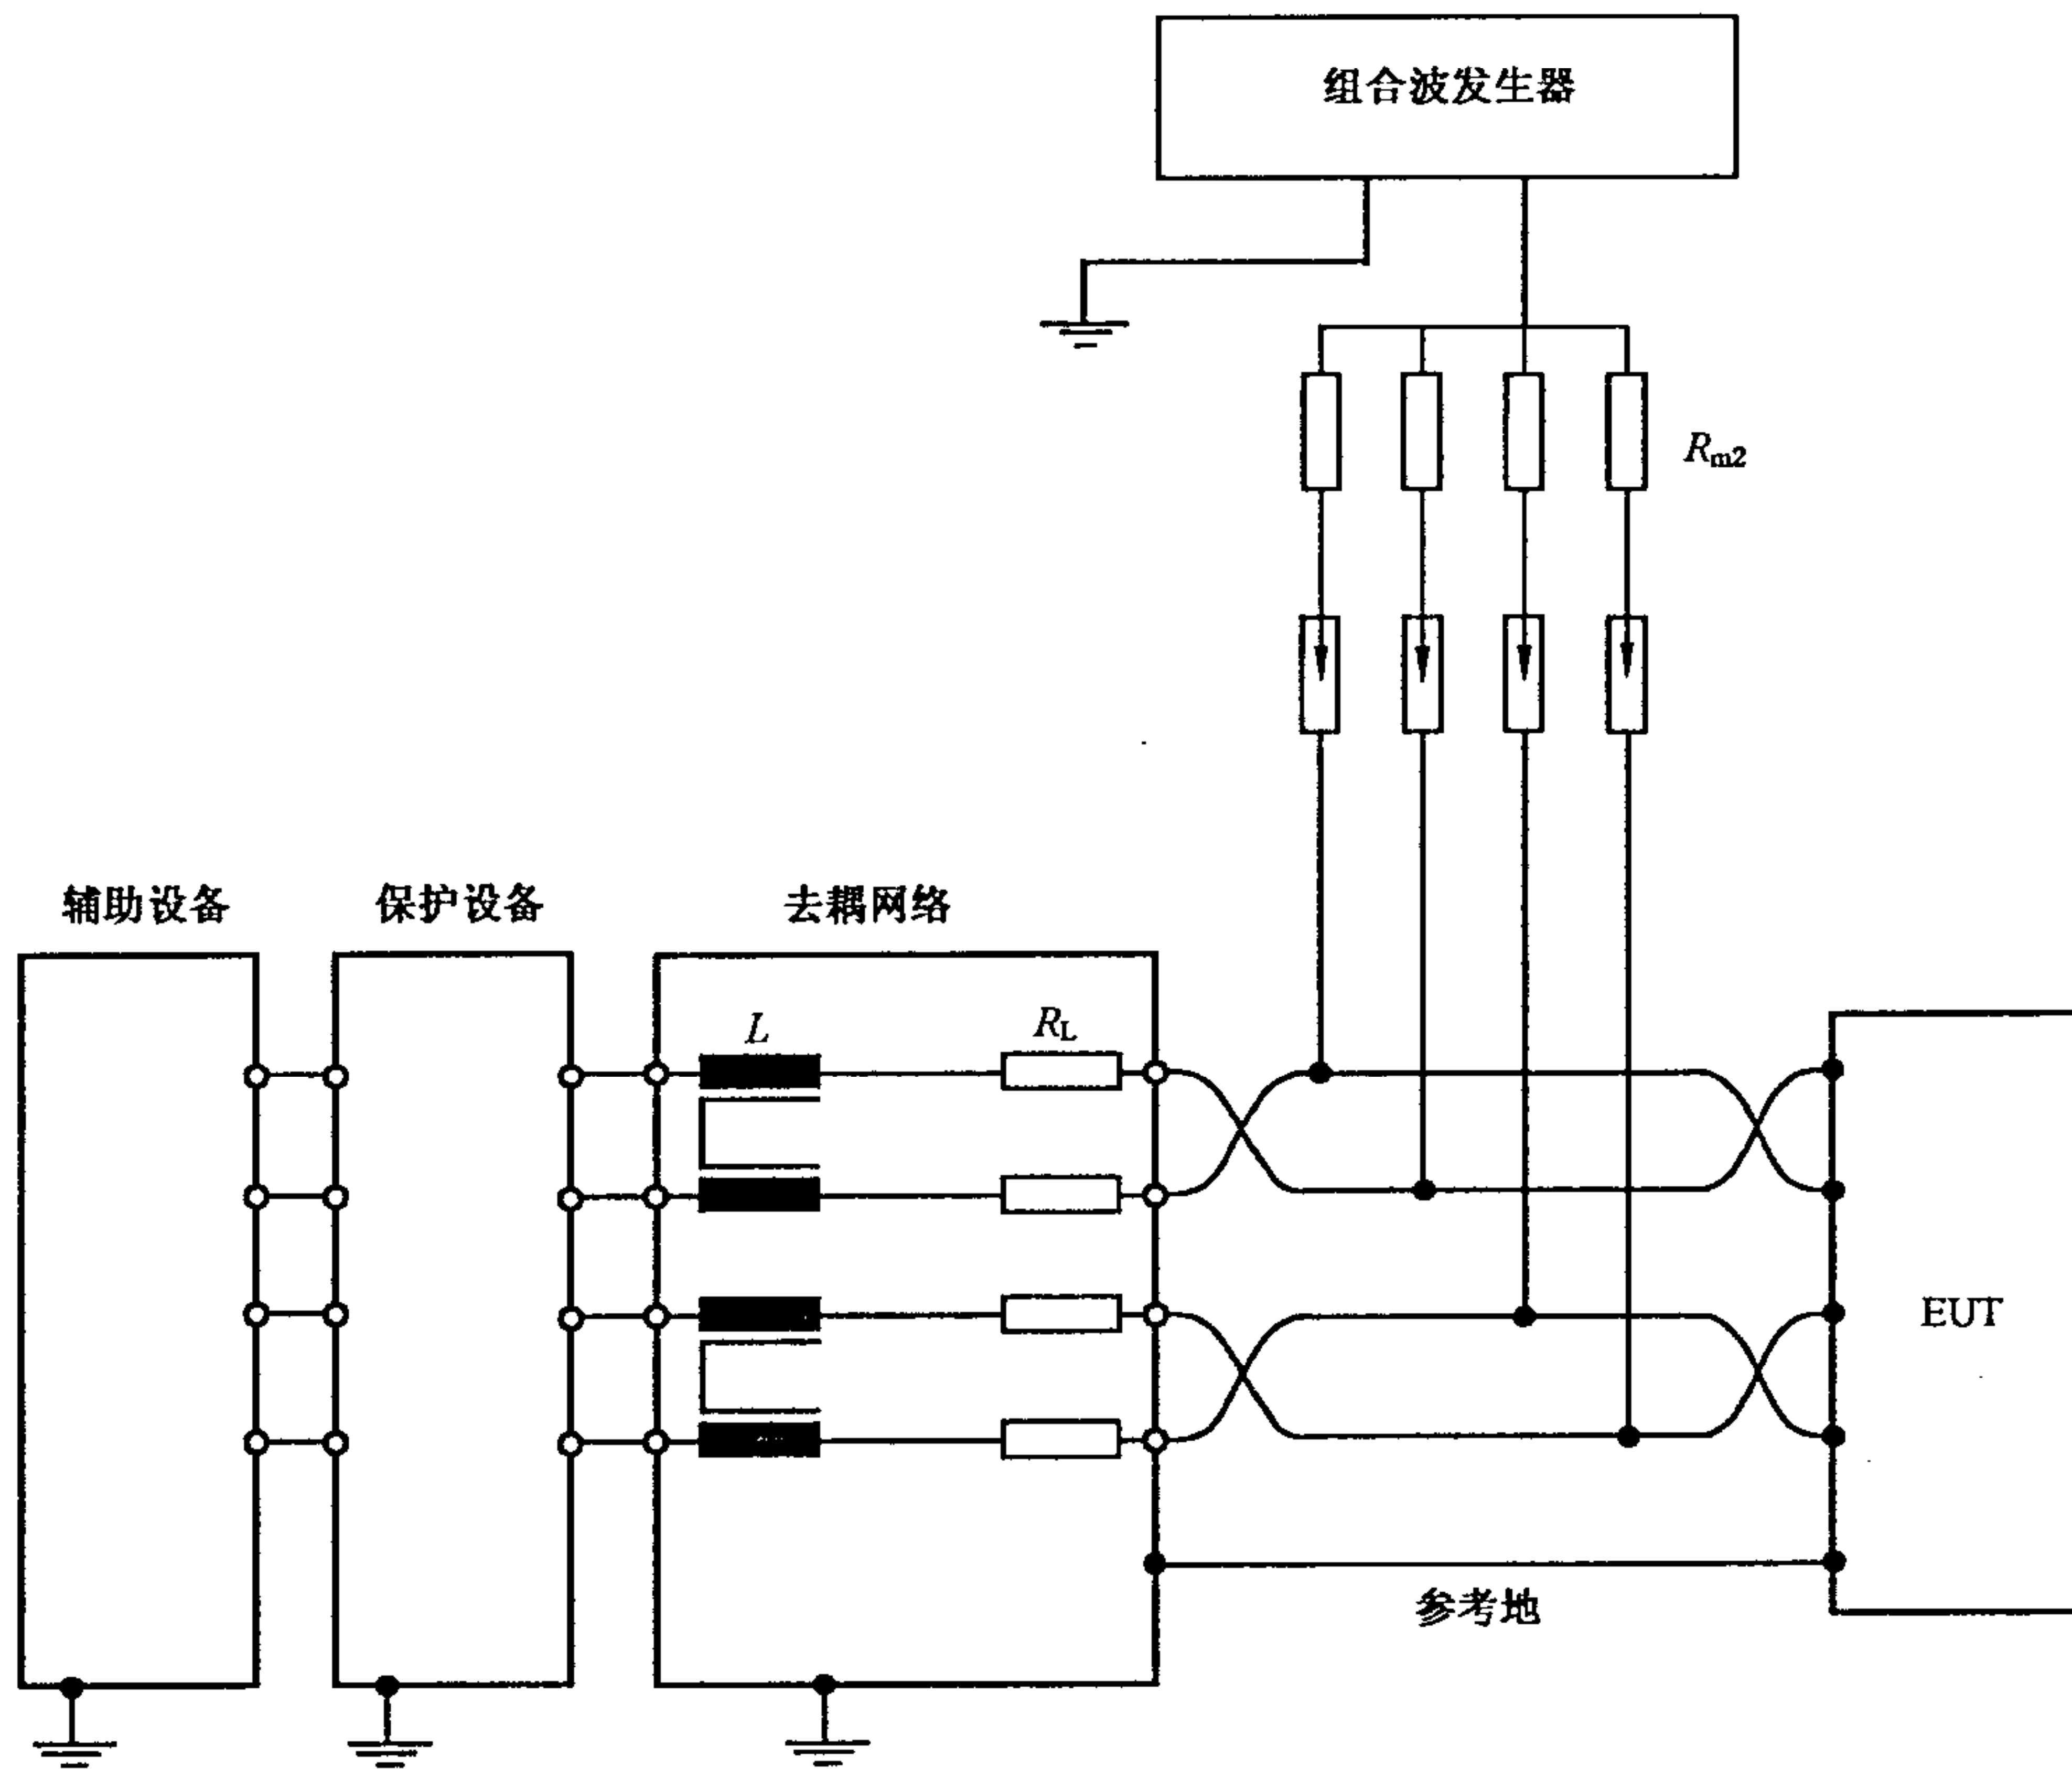 组合波发生器
Rm2
辅助设备
保护设备
去耦网络
L
RL
EUT
参考地